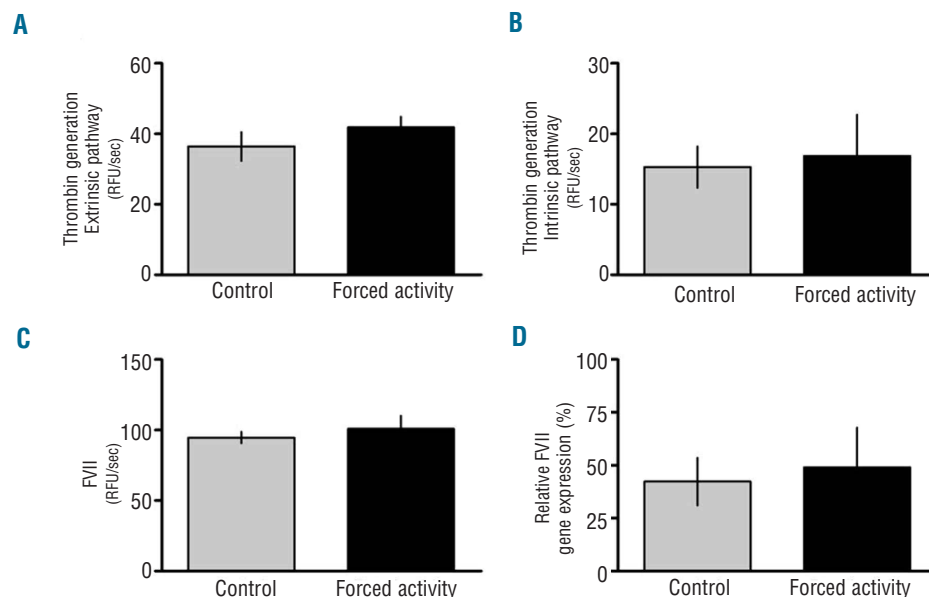 A
Thrombin generation
Extrinsic pathway
(RFU/sec)
60
40
20
0
Control Forced activity
B
Thrombin generation
Intrinsic pathway
(RFU/sec)
30
20
10
0
Control Forced activity
C
FVII
(RFU/sec)
150
100
50
0
Control Forced activity
D
Relative FVII
gene expression (%)
100
75
50
25
0
Control Forced activity